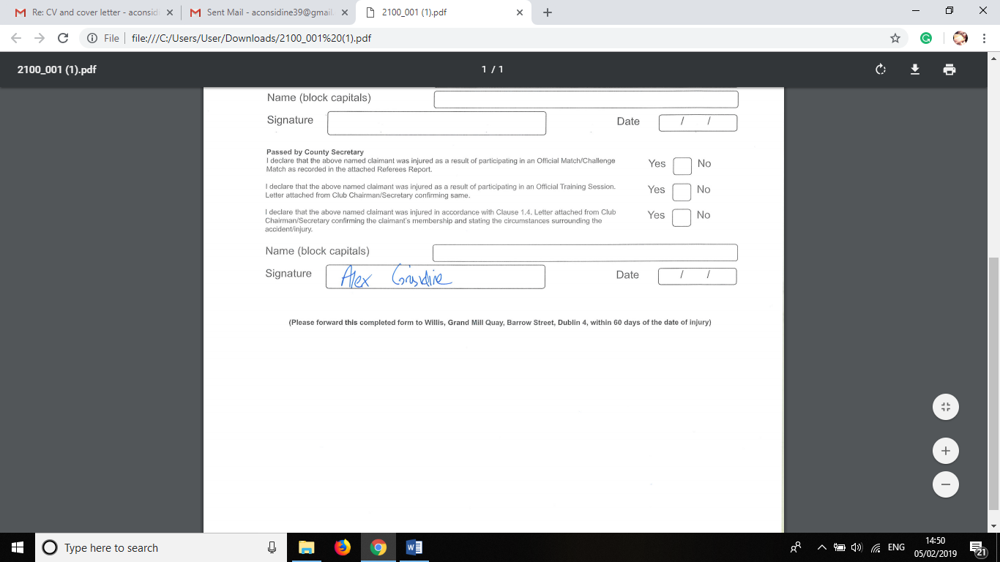 Re: CV and cover letter - aconsid
Sent Mail - aconsidine39@gmail.
2100_001 (1).pdf
File
file:///C:/Users/User/Downloads/2100_001%20(1).pdf
2100_001 (1).pdf
1 / 1
Name (block capitals)
Signature
Date / /
Passed by County Secretary
I declare that the above named claimant was injured as a result of participating in an Official Match/Challenge
Match as recorded in the attached Referees Report.
Yes No
I declare that the above named claimant was injured as a result of participating in an Official Training Session.
Letter attached from Club Chairman/Secretary confirming same.
Yes No
I declare that the above named claimant was injured in accordance with Clause 1.4. Letter attached from Club
Chairman/Secretary confirming the claimant's membership and stating the circumstances surrounding the
accident/injury.
Yes No
Name (block capitals)
Signature Alex Considine
Date / /
(Please forward this completed form to Willis, Grand Mill Quay, Barrow Street, Dublin 4, within 60 days of the date of injury)
Type here to search
ENG
14:50
05/02/2019
21